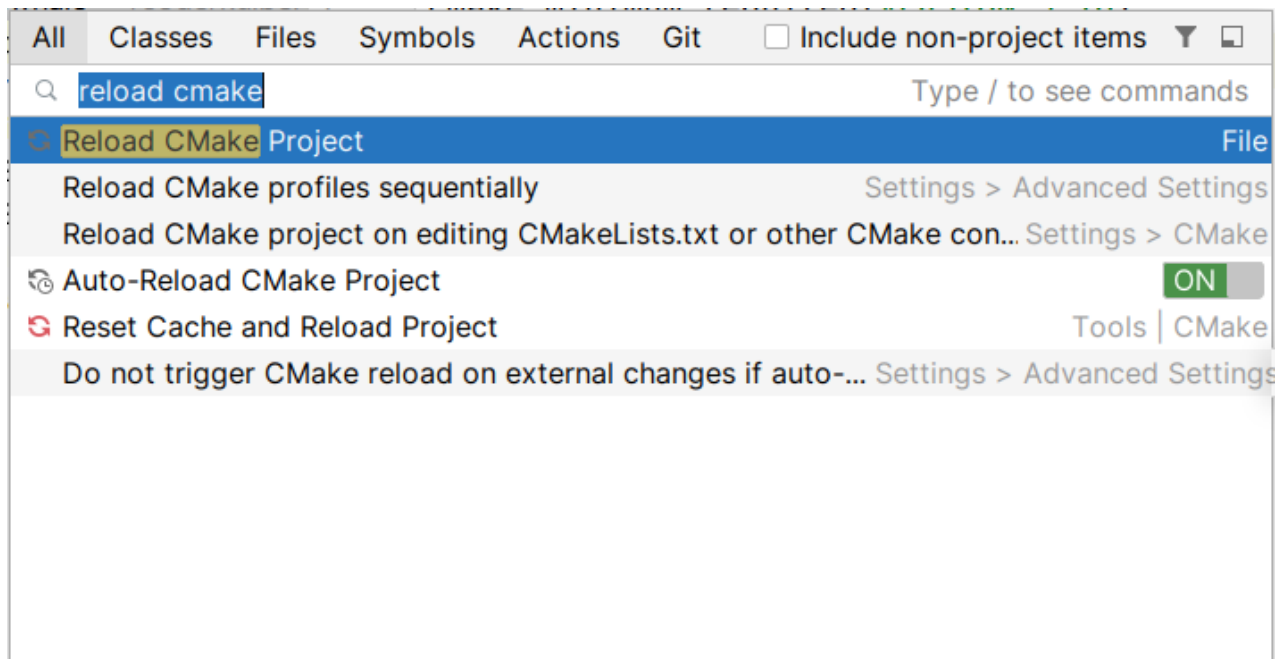 All Classes Files Symbols Actions Git Include non-project items
reload cmake Type / to see commands
Reload CMake Project File
Reload CMake profiles sequentially Settings > Advanced Settings
Reload CMake project on editing CMakeLists.txt or other CMake con... Settings > CMake
Auto-Reload CMake Project ON
Reset Cache and Reload Project Tools | CMake
Do not trigger CMake reload on external changes if auto-... Settings > Advanced Settings